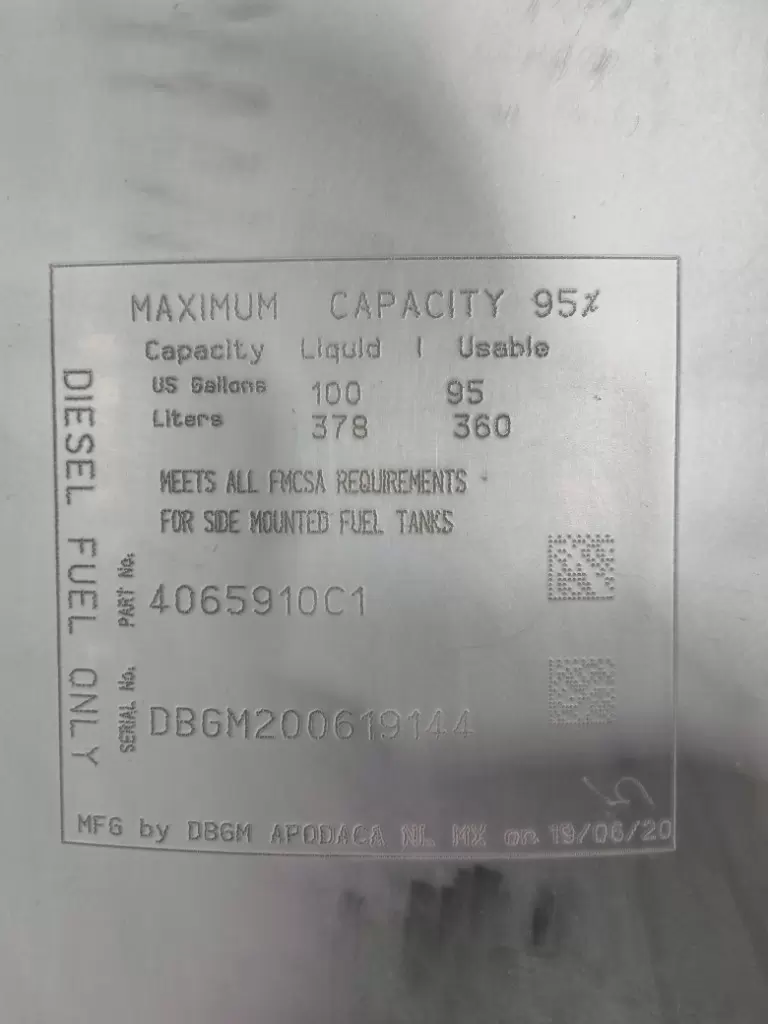 MAXIMUM CAPACITY 95%
Capacity Liquid | Usable
US Gallons 100 95
Liters 378 360
MEETS ALL FMCSA REQUIREMENTS
FOR SIDE MOUNTED FUEL TANKS
DIESEL FUEL ONLY
PART No. 4065910C1
SERIAL No. DBGM200619144
MFG by DBGM APODACA NL MX on 19/06/20